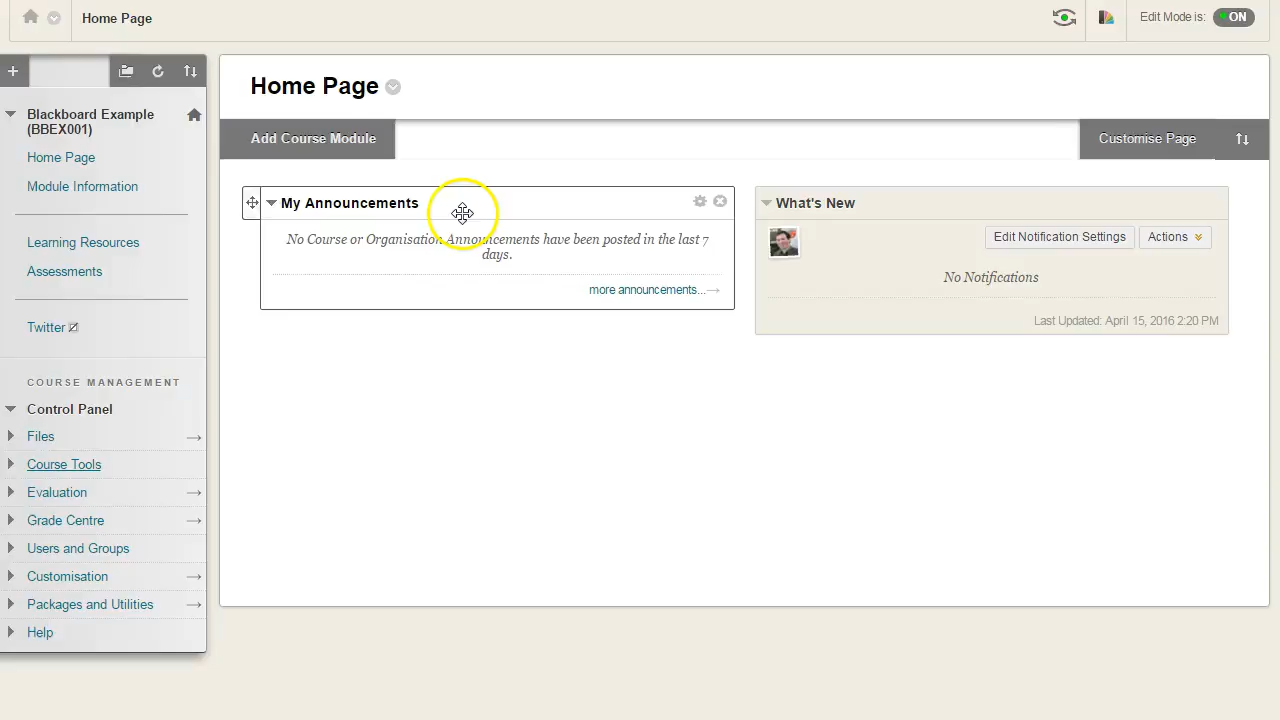 Home Page
Edit Mode is:
ON
Blackboard Example
(BBEX001)
Home Page
Module Information
Learning Resources
Assessments
Twitter
COURSE MANAGEMENT
Control Panel
Files
Course Tools
Evaluation
Grade Centre
Users and Groups
Customisation
Packages and Utilities
Help
Home Page
Add Course Module
Customise Page
My Announcements
No Course or Organisation Announcements have been posted in the last 7
days.
more announcements...
What's New
Edit Notification Settings
Actions
No Notifications
Last Updated: April 15, 2016 2:20 PM